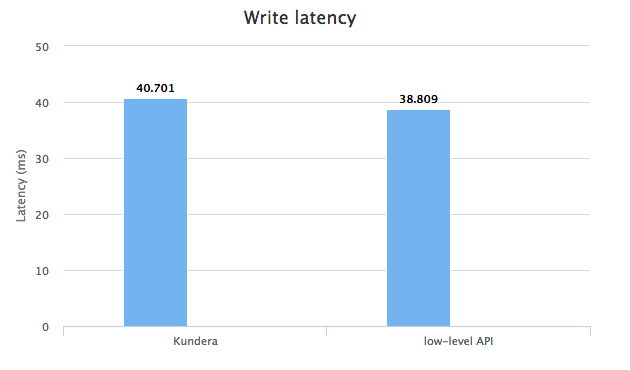 Write latency
50
40
30
20
10
0
Latency (ms)
40.701
38.809
Kundera
low-level API